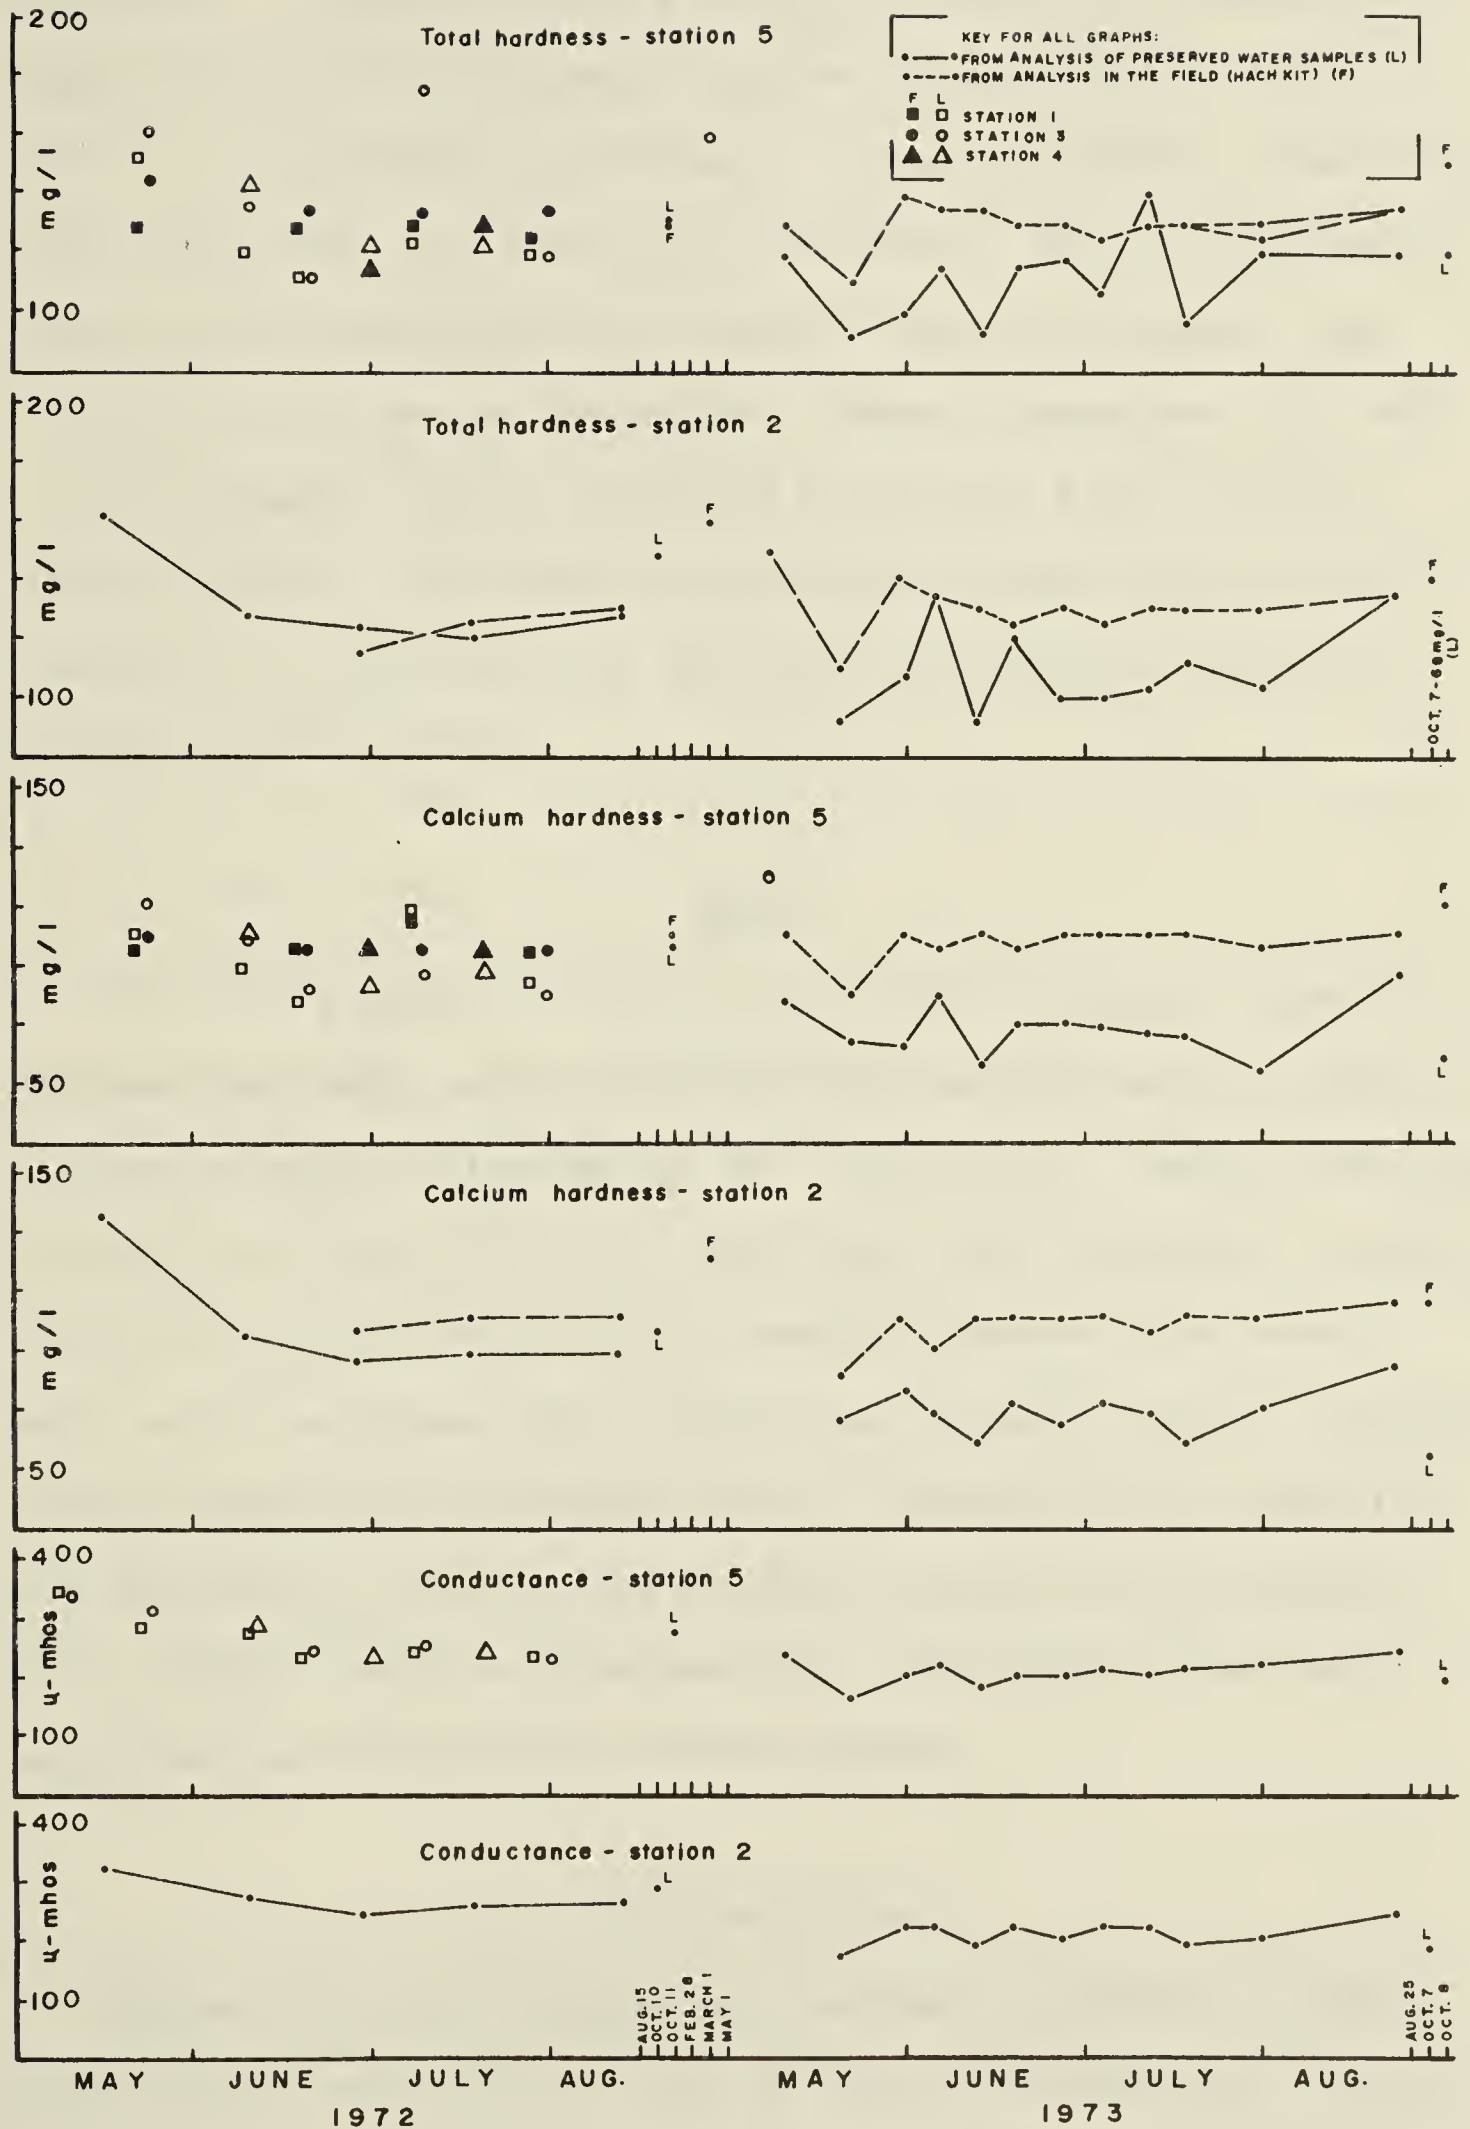 200
Total hardness - station 5
KEY FOR ALL GRAPHS:
FROM ANALYSIS OF PRESERVED WATER SAMPLES (L)
FROM ANALYSIS IN THE FIELD (HACH KIT) (F)
F L
STATION 1
STATION 3
STATION 4
mg/l
L
F
F
L
100
200
Total hardness - station 2
mg/l
L
F
F
OCT. 7-68mg/l (L)
100
150
Calcium hardness - station 5
mg/l
F
L
F
L
50
150
Calcium hardness - station 2
mg/l
L
F
F
L
50
400
Conductance - station 5
µ-mhos
L
L
100
400
Conductance - station 2
µ-mhos
L
L
100
AUG. 15
OCT. 10
OCT. 11
FEB. 28
MARCH 1
MAY 1
AUG. 25
OCT. 7
OCT. 8
MAY JUNE JULY AUG. MAY JUNE JULY AUG.
1972 1973